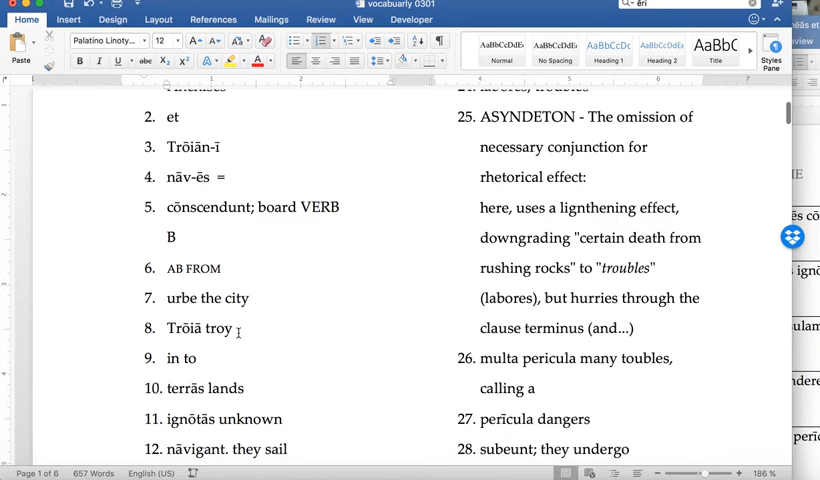 vocabuarly 0301
ēri
Home Insert Design Layout References Mailings Review View Developer
Palatino Linoty... 12
Paste
AaBbCcDdEe AaBbCcDdEe AaBbCcDc AaBbCcDdEe AaBbC
Normal No Spacing Heading 1 Heading 2 Title Styles Pane
2. et
3. Trōiān-ī
4. nāv-ēs =
5. cōnscendunt; board VERB
B
6. AB FROM
7. urbe the city
8. Trōiā troy
9. in to
10. terrās lands
11. ignōtās unknown
12. nāvigant. they sail
25. ASYNDETON - The omission of
necessary conjunction for
rhetorical effect:
here, uses a lignthening effect,
downgrading "certain death from
rushing rocks" to "troubles"
(labores), but hurries through the
clause terminus (and...)
26. multa pericula many toubles,
calling a
27. perīcula dangers
28. subeunt; they undergo
Page 1 of 6 657 Words English (US) 186 %